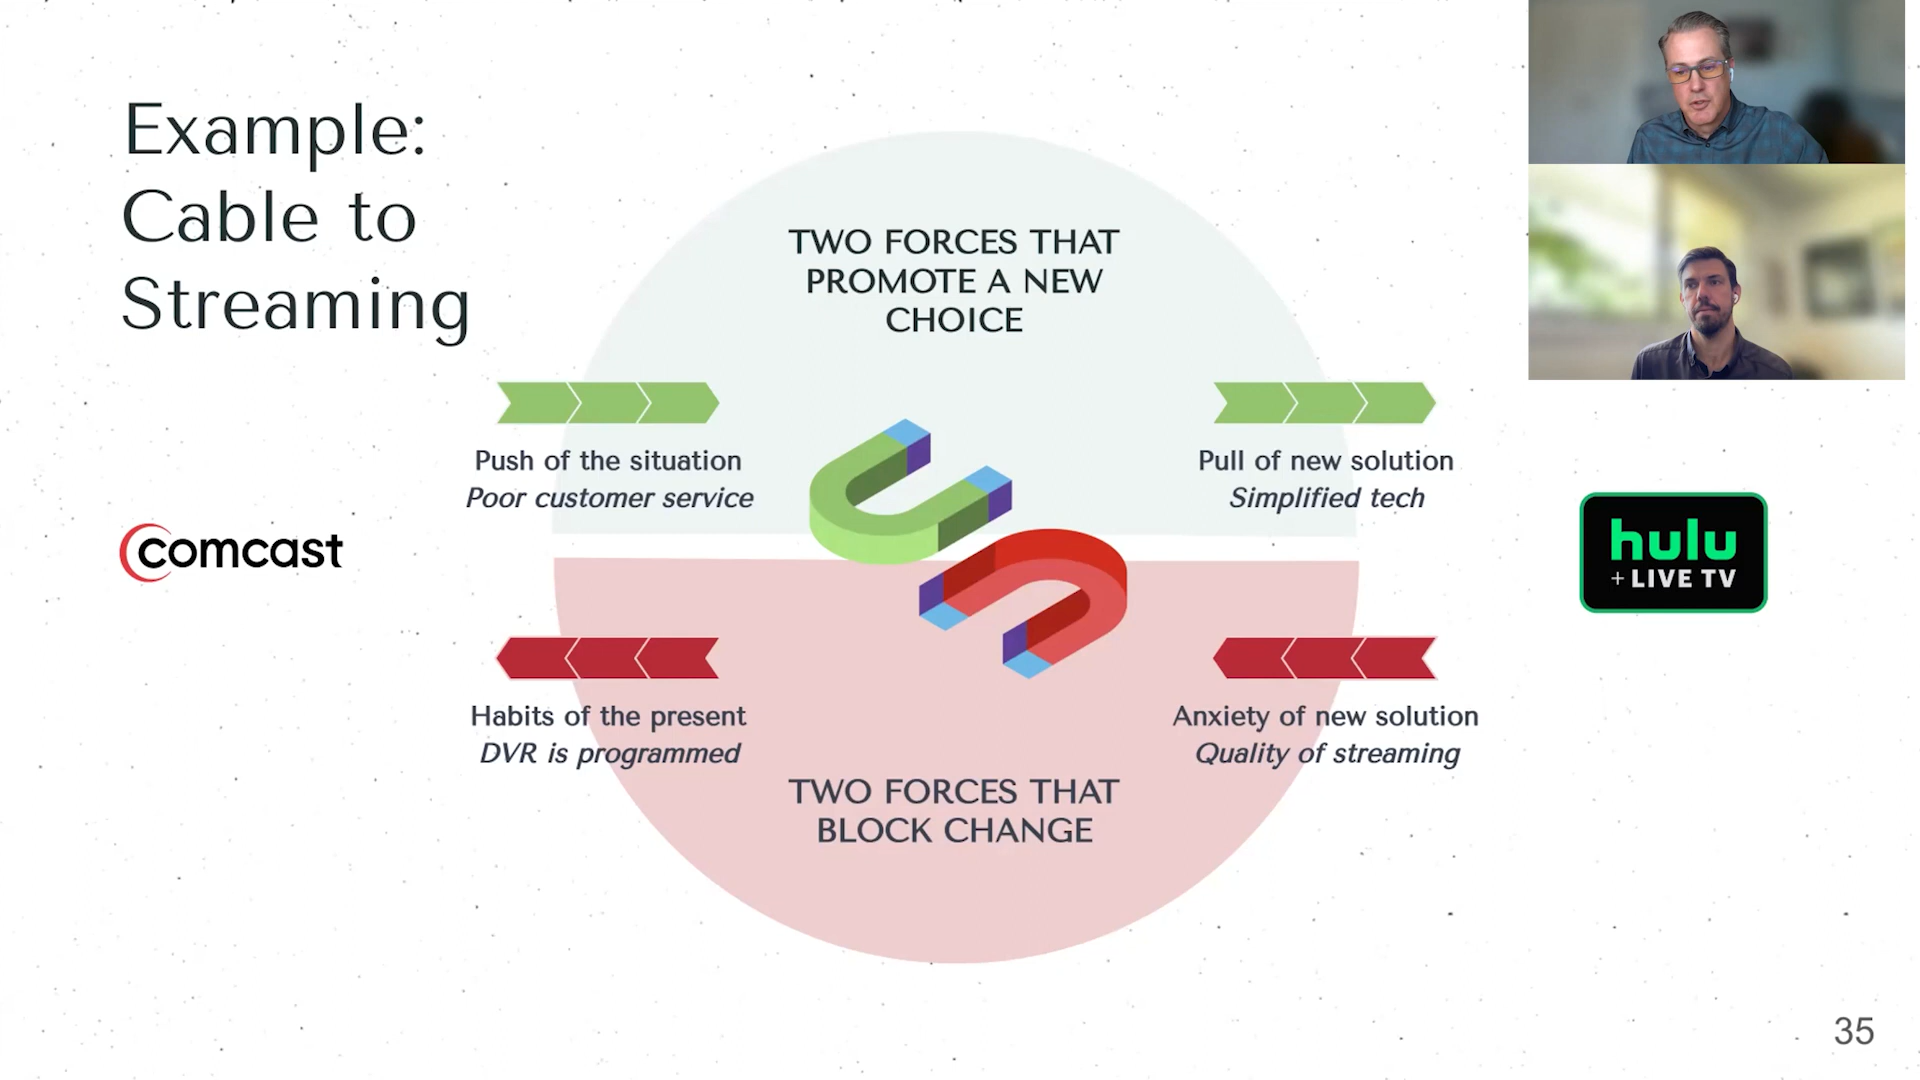 Example:
Cable to
Streaming
TWO FORCES THAT
PROMOTE A NEW
CHOICE
Push of the situation
Poor customer service
Pull of new solution
Simplified tech
comcast
hulu
+ LIVE TV
Habits of the present
DVR is programmed
Anxiety of new solution
Quality of streaming
TWO FORCES THAT
BLOCK CHANGE
35